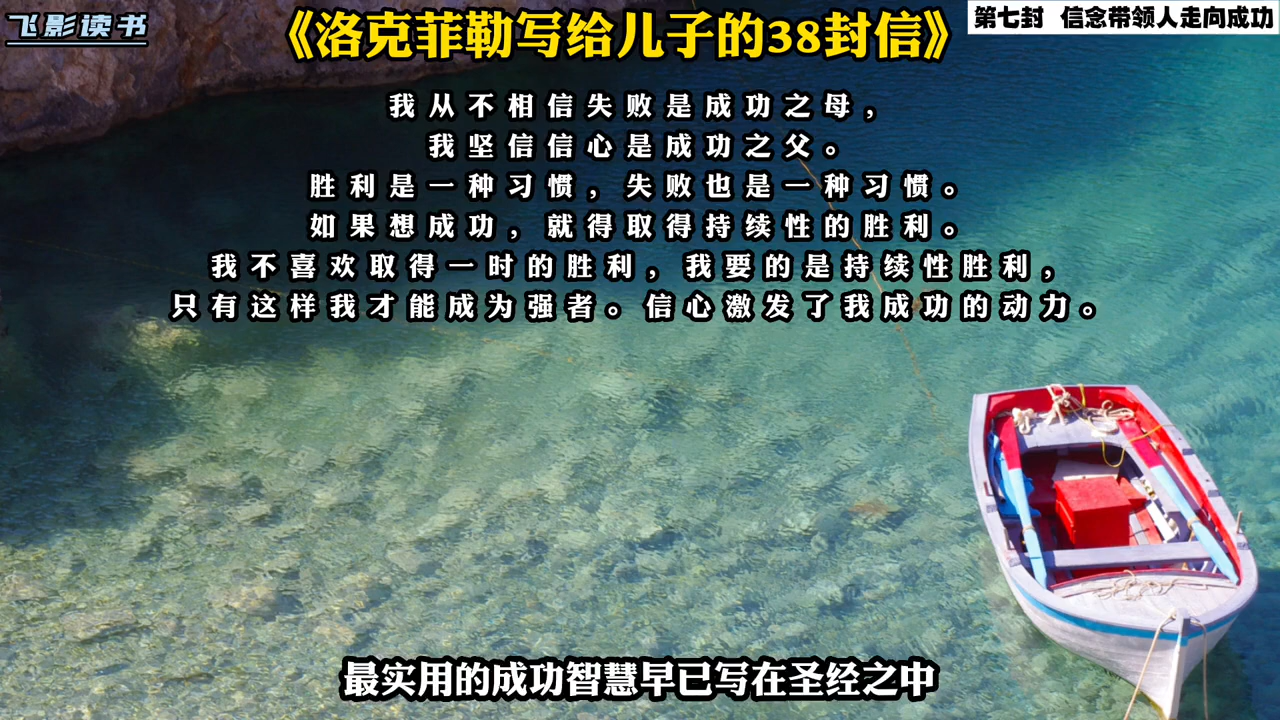 飞影读书
《洛克菲勒写给儿子的38封信》
第七封 信念带领人走向成功
我从不相信失败是成功之母，
我坚信信心是成功之父。
胜利是一种习惯，失败也是一种习惯。
如果想成功，就得取得持续性的胜利。
我不喜欢取得一时的胜利，我要的是持续性胜利，
只有这样我才能成为强者。信心激发了我成功的动力。
最实用的成功智慧早已写在圣经之中